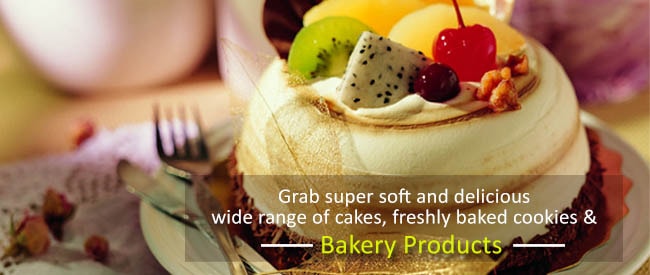 Grab super soft and delicious
wide range of cakes, freshly baked cookies &
Bakery Products